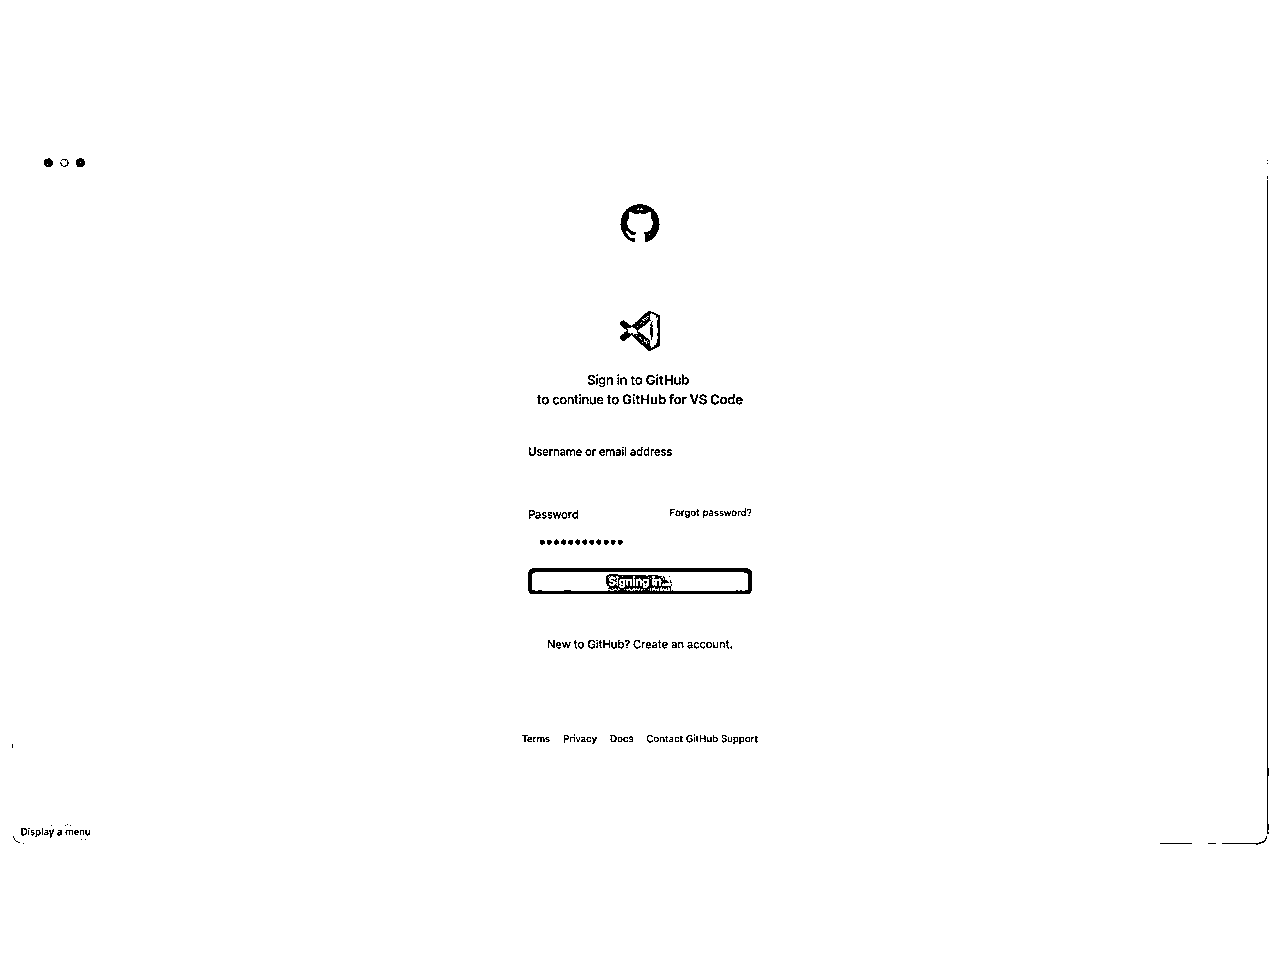 Sign in to GitHub
to continue to GitHub for VS Code
Username or email address
Password Forgot password?
Signing in...
New to GitHub? Create an account.
Terms Privacy Docs Contact GitHub Support
Display a menu